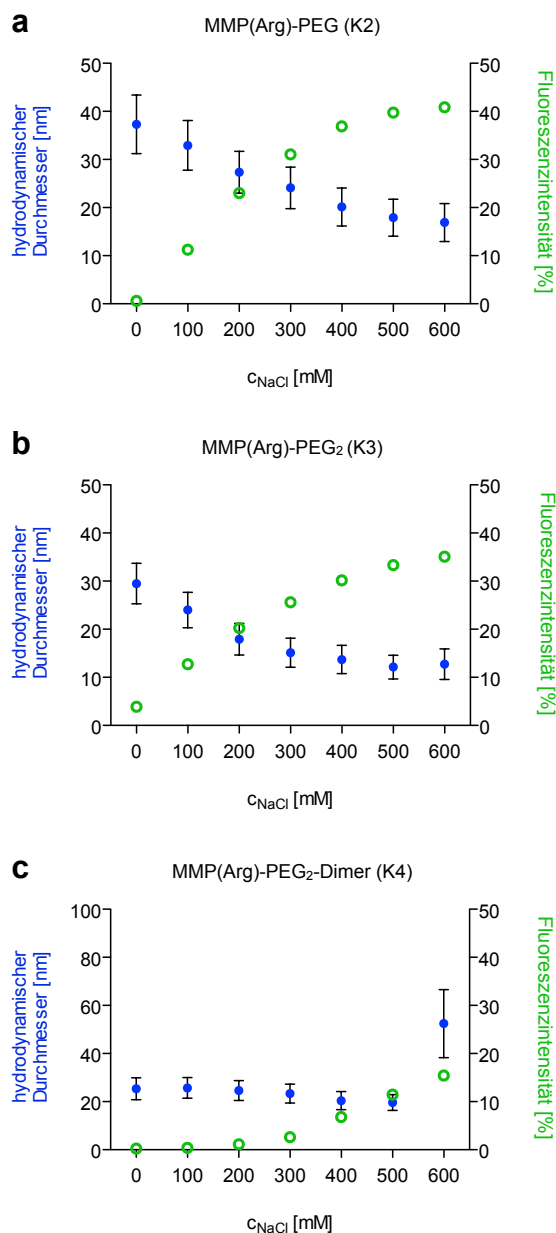 a
MMP(Arg)-PEG (K2)
hydrodynamischer
Durchmesser [nm]
50
40
30
20
10
0
50
40
30
20
10
0
Fluoreszenzintensität [%]
0 100 200 300 400 500 600
cNaCl [mM]
b
MMP(Arg)-PEG₂ (K3)
hydrodynamischer
Durchmesser [nm]
50
40
30
20
10
0
50
40
30
20
10
0
Fluoreszenzintensität [%]
0 100 200 300 400 500 600
cNaCl [mM]
c
MMP(Arg)-PEG₂-Dimer (K4)
hydrodynamischer
Durchmesser [nm]
100
80
60
40
20
0
50
40
30
20
10
0
Fluoreszenzintensität [%]
0 100 200 300 400 500 600
cNaCl [mM]